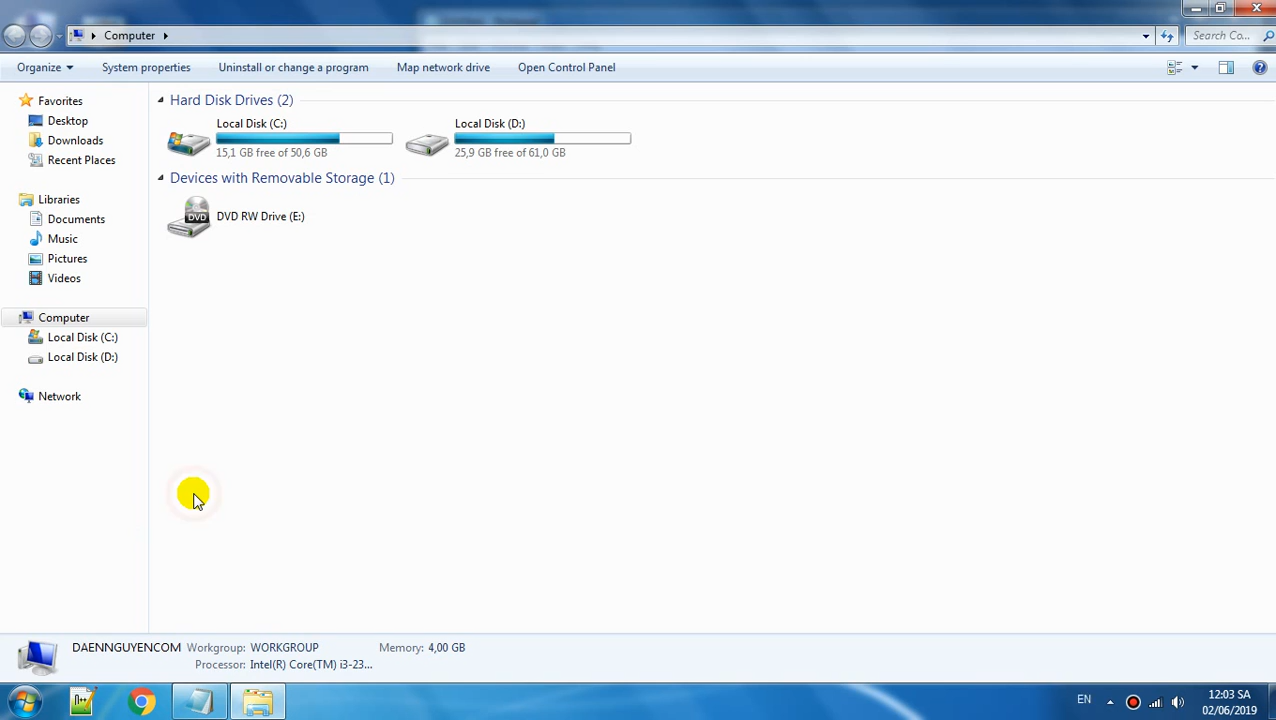 Computer
Search Co...
Organize
System properties
Uninstall or change a program
Map network drive
Open Control Panel
Favorites
Desktop
Downloads
Recent Places
Libraries
Documents
Music
Pictures
Videos
Computer
Local Disk (C:)
Local Disk (D:)
Network
Hard Disk Drives (2)
Local Disk (C:)
15,1 GB free of 50,6 GB
Local Disk (D:)
25,9 GB free of 61,0 GB
Devices with Removable Storage (1)
DVD
DVD RW Drive (E:)
DAENNGUYENCOM Workgroup: WORKGROUP Memory: 4,00 GB
Processor: Intel(R) Core(TM) i3-23...
EN
12:03 SA
02/06/2019